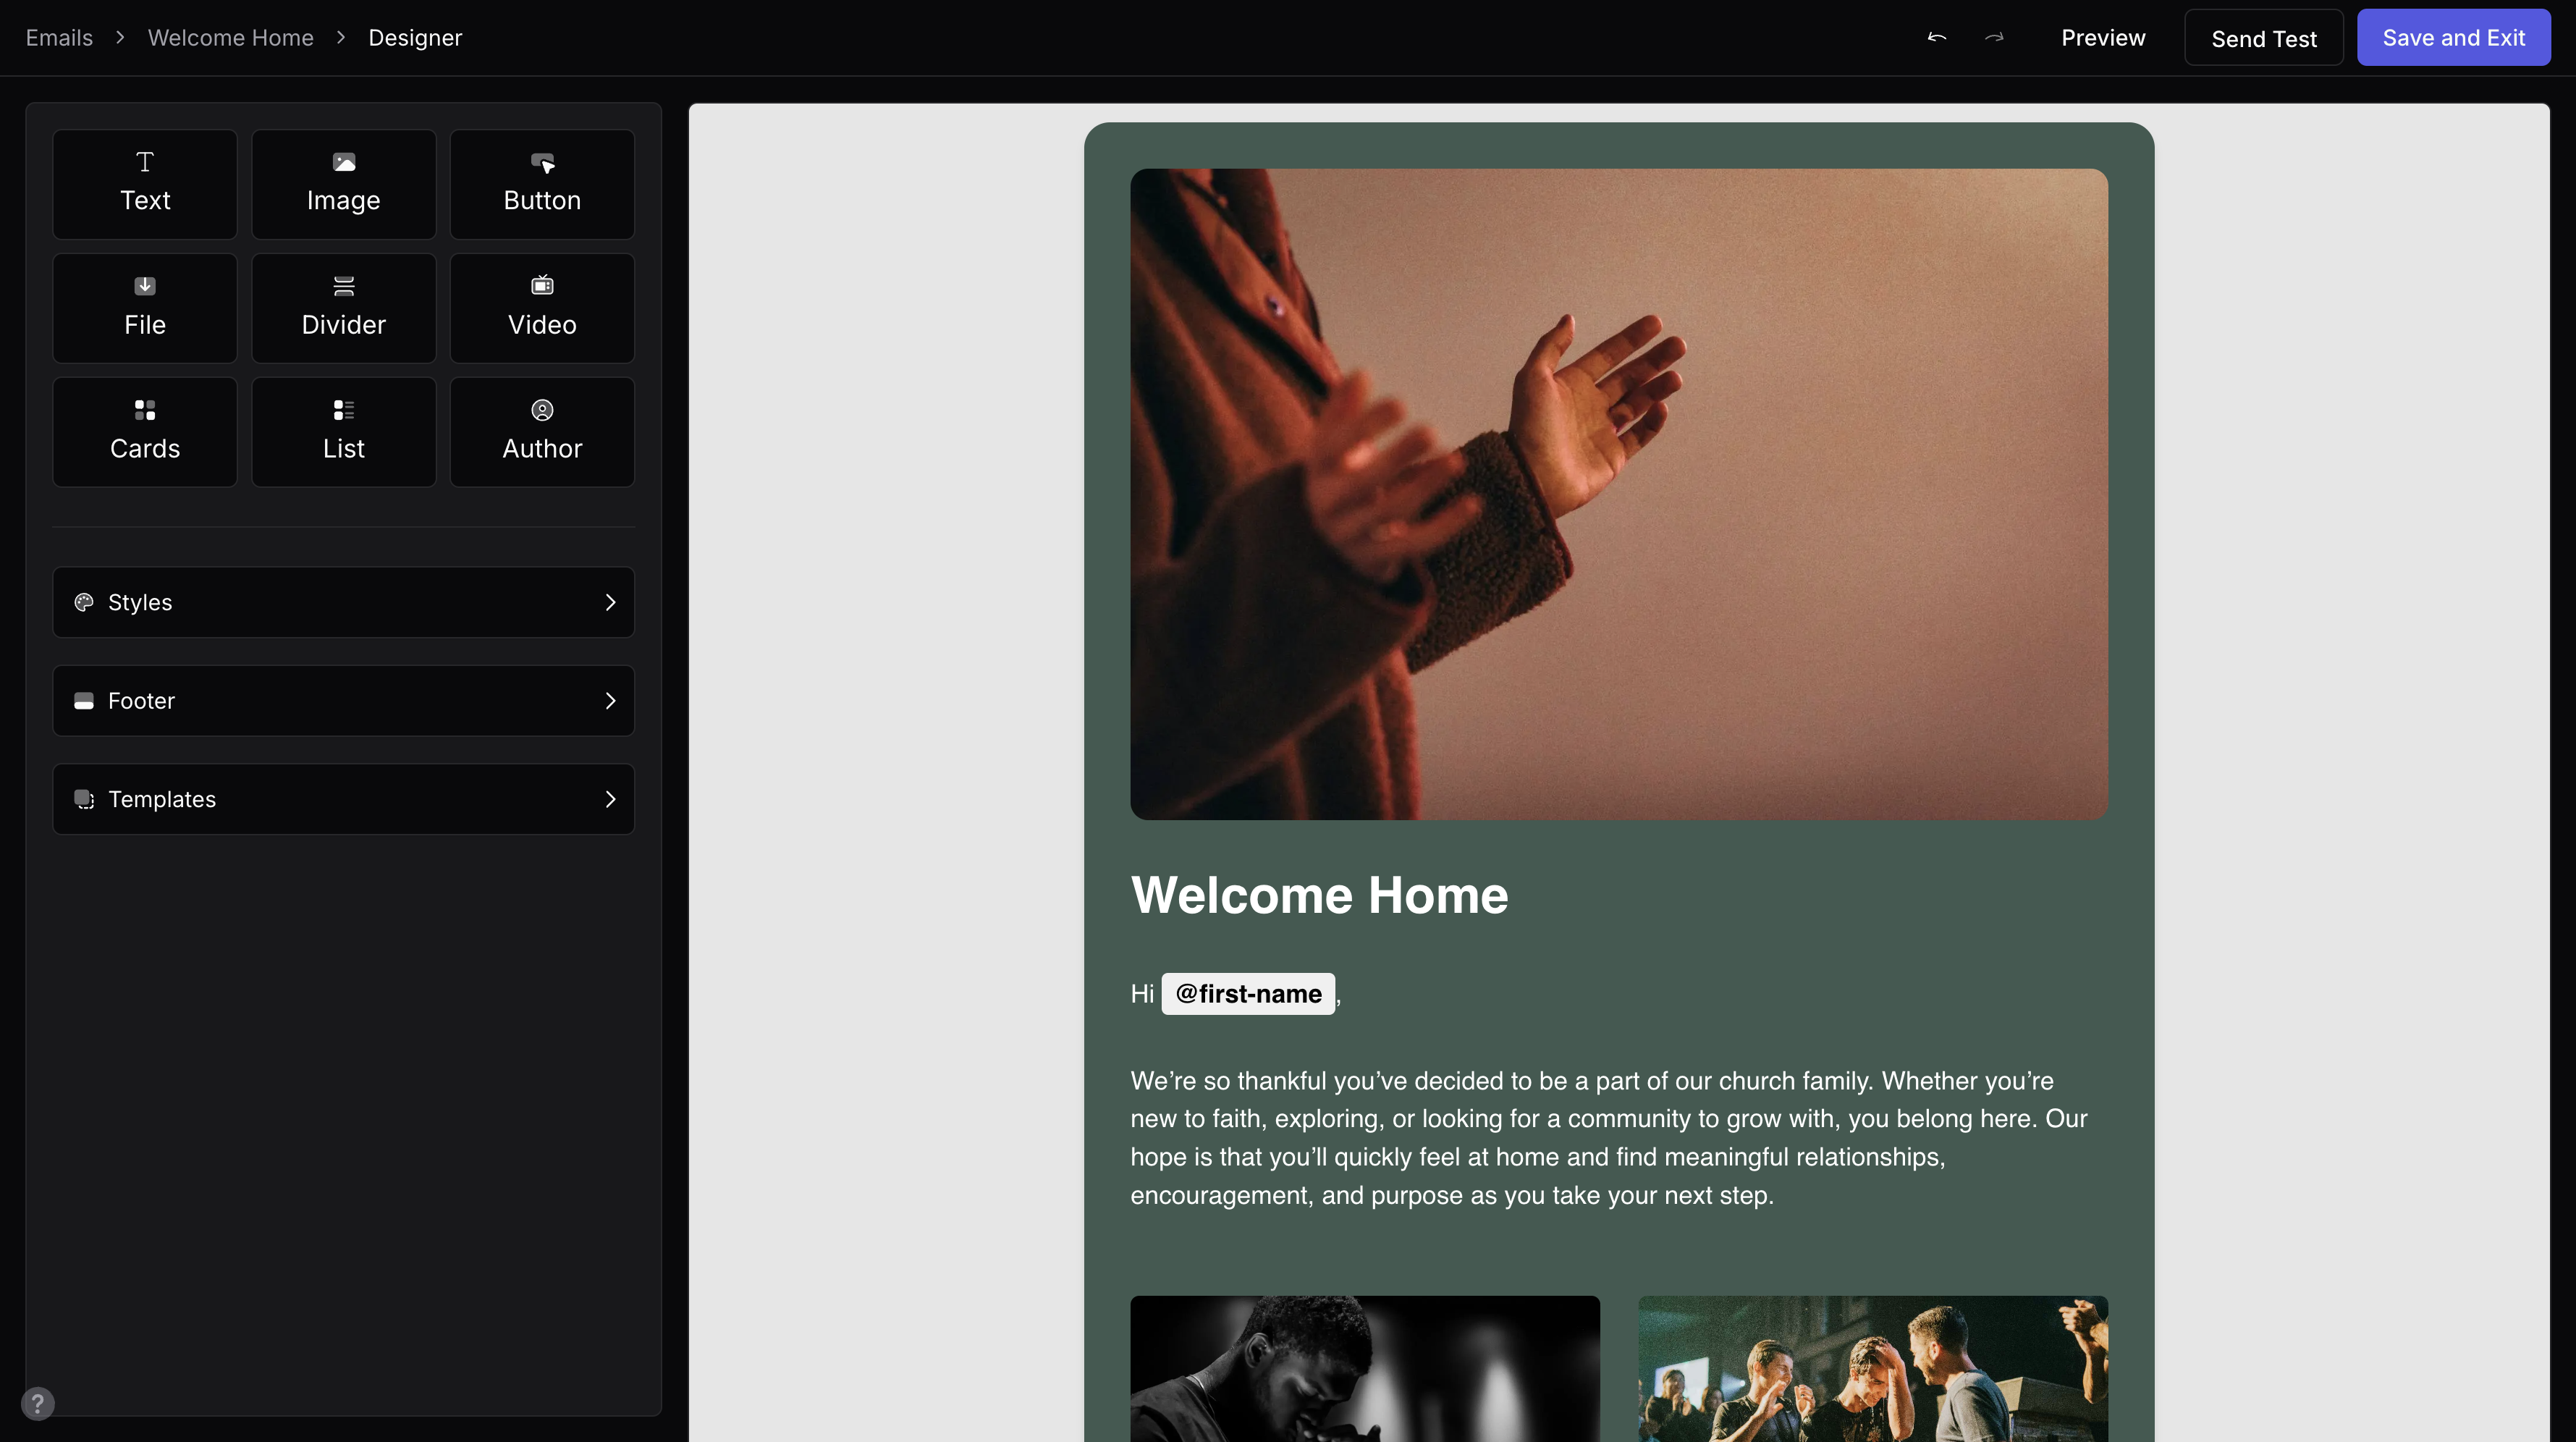 Emails > Welcome Home > Designer
Preview
Send Test
Save and Exit
Text
Image
Button
File
Divider
Video
Cards
List
Author
Styles
Footer
Templates
?
Welcome Home
Hi @first-name ,
We’re so thankful you’ve decided to be a part of our church family. Whether you’re
new to faith, exploring, or looking for a community to grow with, you belong here. Our
hope is that you’ll quickly feel at home and find meaningful relationships,
encouragement, and purpose as you take your next step.